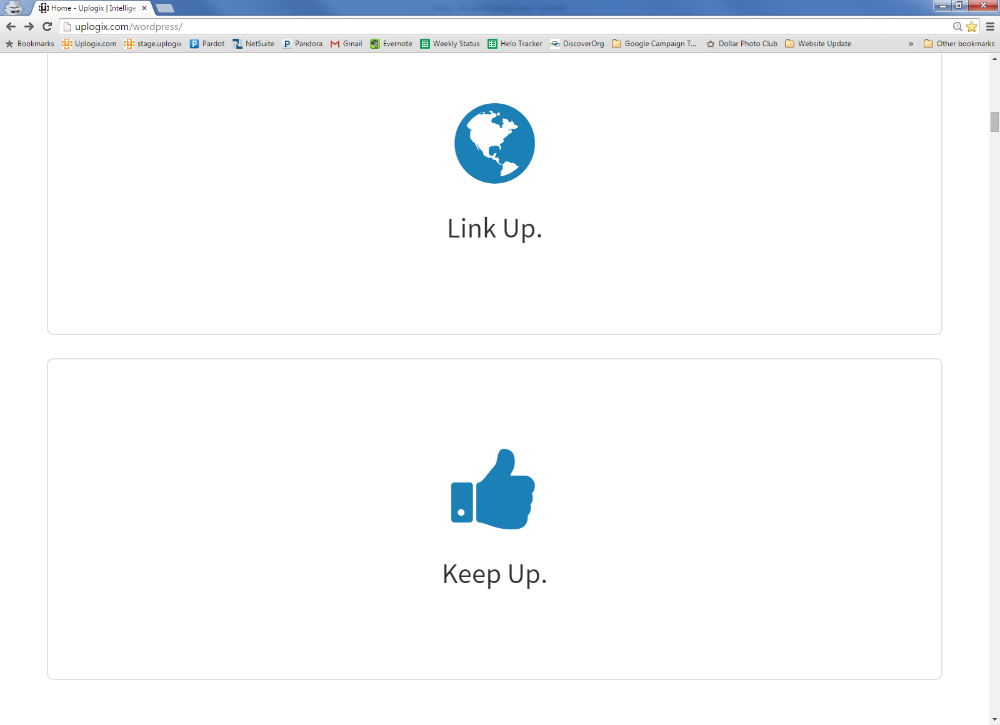 Home - Uplogix | Intellige
uplogix.com/wordpress/
Bookmarks Uplogix.com stage.uplogix Pardot NetSuite Pandora Gmail Evernote Weekly Status Helo Tracker DiscoverOrg Google Campaign T... Dollar Photo Club Website Update » Other bookmarks
Link Up.
Keep Up.